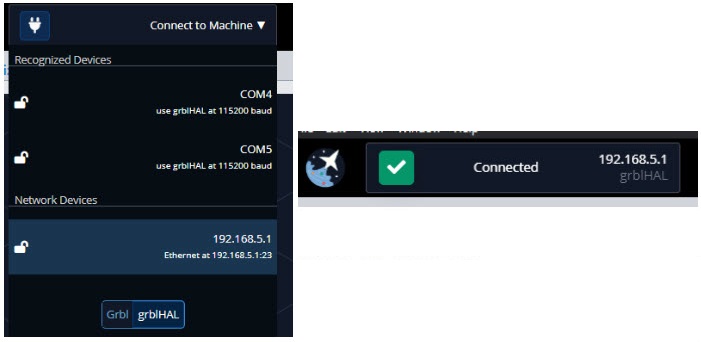 Connect to Machine ▼
Recognized Devices
COM4
use grblHAL at 115200 baud
COM5
use grblHAL at 115200 baud
Network Devices
192.168.5.1
Ethernet at 192.168.5.1:23
Grbl grblHAL
Connected
192.168.5.1
grblHAL